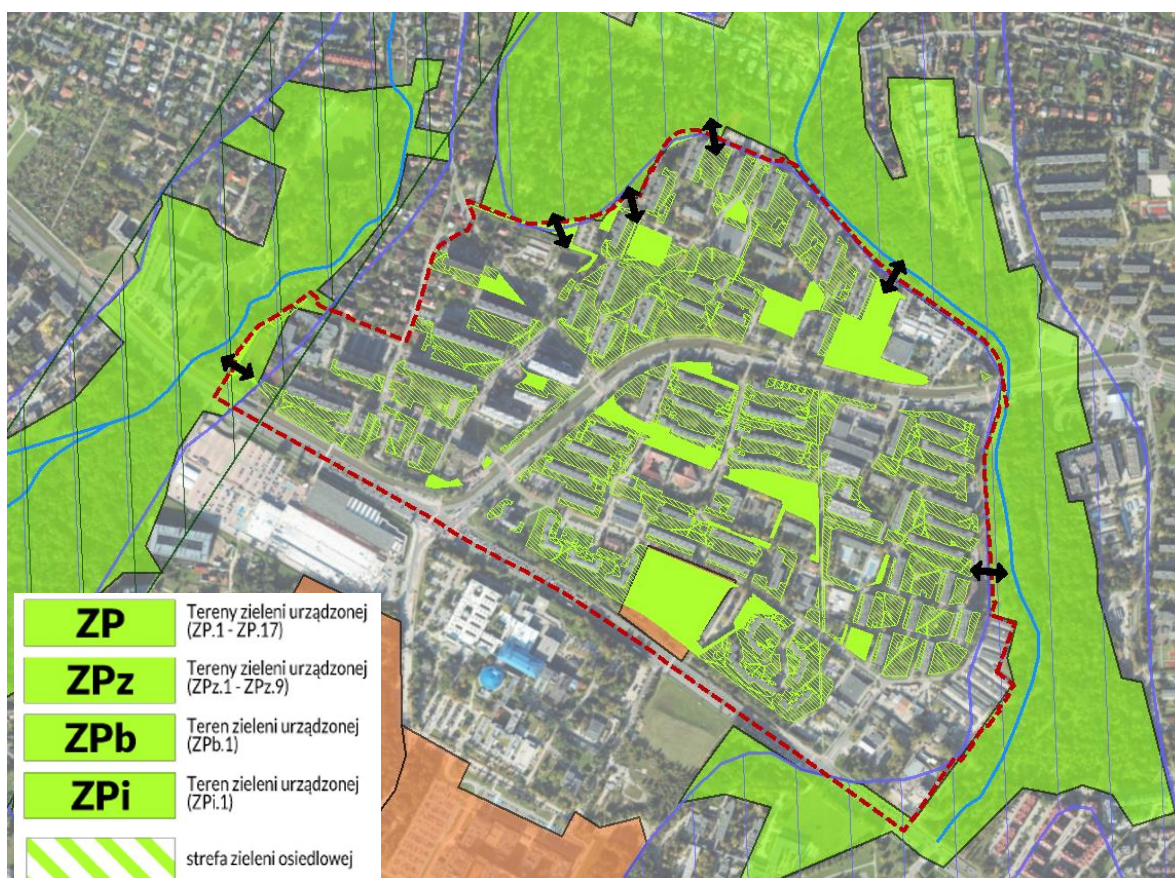 ZP
Tereny zieleni urządzonej
(ZP.1 - ZP.17)
ZPz
Tereny zieleni urządzonej
(ZPz.1 - ZPz.9)
ZPb
Teren zieleni urządzonej
(ZPb.1)
ZPi
Teren zieleni urządzonej
(ZPi.1)
strefa zieleni osiedlowej